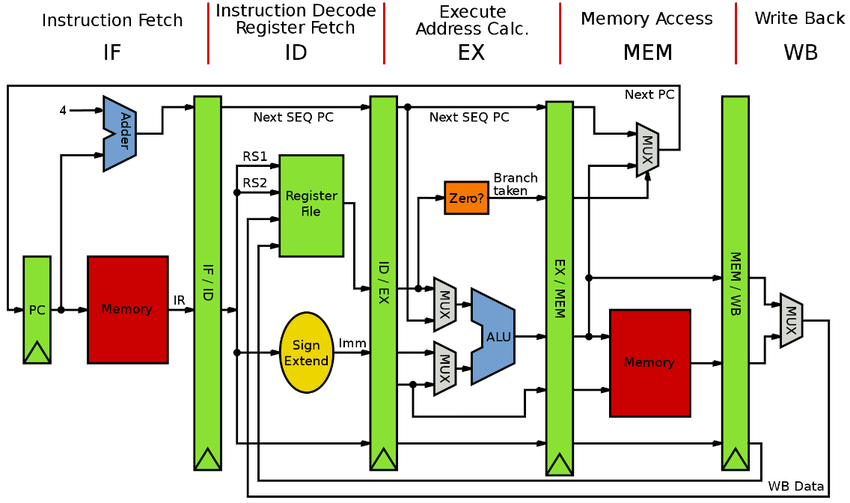 Instruction Fetch
IF
Instruction Decode
Register Fetch
ID
Execute
Address Calc.
EX
Memory Access
MEM
Write Back
WB
Next PC
4
Adder
Next SEQ PC
Next SEQ PC
RS1
RS2
Register
File
Branch
taken
Zero?
MUX
IF / ID
ID / EX
EX / MEM
MEM / WB
PC
Memory
IR
MUX
MUX
ALU
Sign
Extend
Imm
Memory
MUX
WB Data